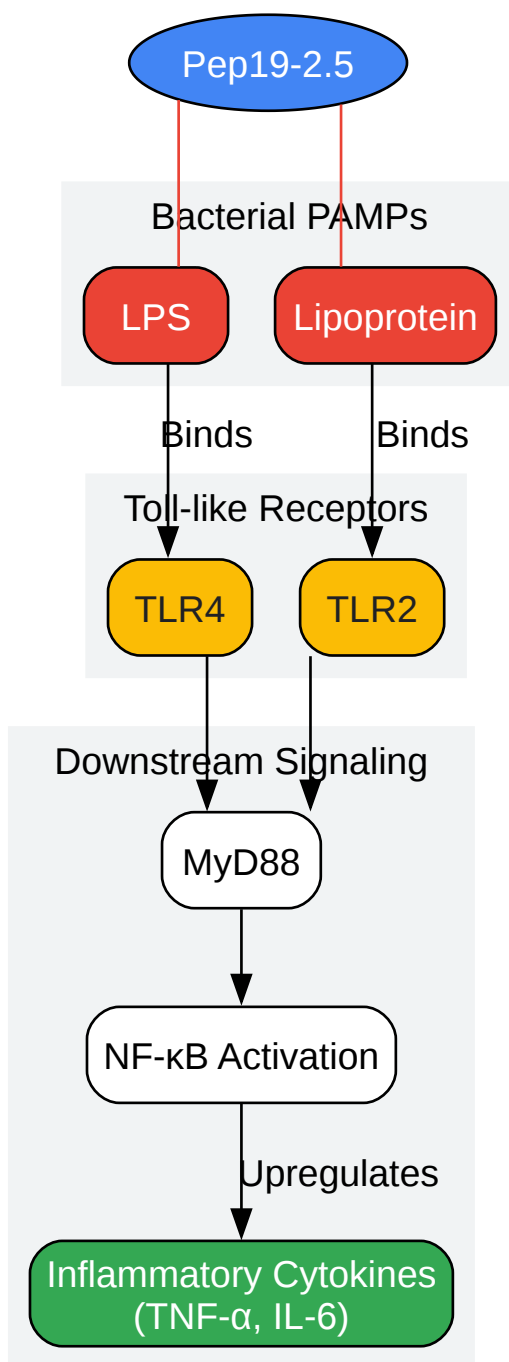 Pep19-2.5
Bacterial PAMPs
LPS
Lipoprotein
Binds
Binds
Toll-like Receptors
TLR4
TLR2
Downstream Signaling
MyD88
NF-κB Activation
Upregulates
Inflammatory Cytokines
(TNF-α, IL-6)